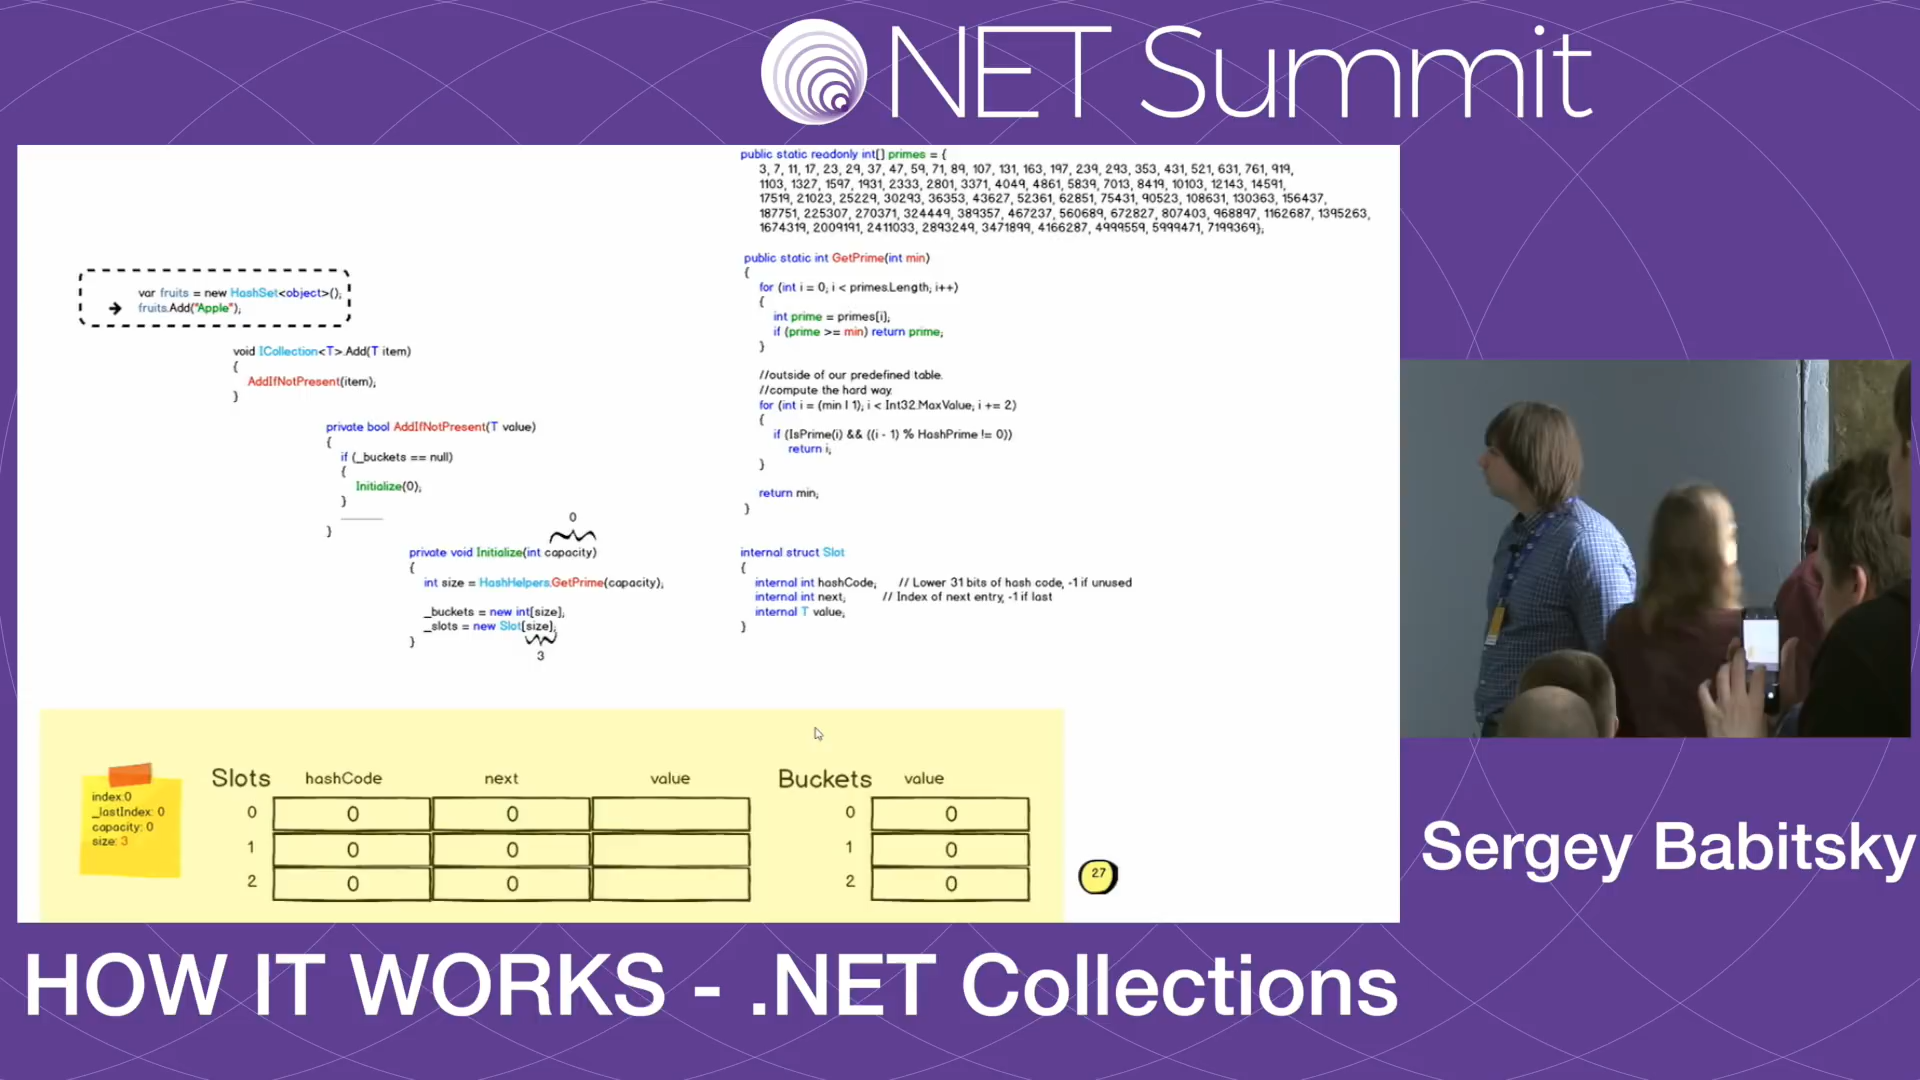 NET Summit
public static readonly int[] primes = {
3, 7, 11, 17, 23, 29, 37, 47, 59, 71, 89, 107, 131, 163, 197, 239, 293, 353, 431, 521, 631, 761, 919,
1103, 1327, 1597, 1931, 2333, 2801, 3371, 4049, 4861, 5839, 7013, 8419, 10103, 12143, 14591,
17519, 21023, 25229, 30293, 36353, 43627, 52361, 62851, 75431, 90523, 108631, 130363, 156437,
187751, 225307, 270371, 324449, 389357, 467237, 560689, 672827, 807403, 968897, 1162687, 1395263,
1674319, 2009191, 2411033, 2893249, 3471899, 4166287, 4999559, 5999471, 7199369};
public static int GetPrime(int min)
{
for (int i = 0; i < primes.Length; i++)
{
int prime = primes[i];
if (prime >= min) return prime;
}
//outside of our predefined table.
//compute the hard way.
for (int i = (min | 1); i < Int32.MaxValue; i += 2)
{
if (IsPrime(i) && ((i - 1) % HashPrime != 0))
return i;
}
return min;
}
var fruits = new HashSet<object>();
fruits.Add("Apple");
void ICollection<T>.Add(T item)
{
AddIfNotPresent(item);
}
private bool AddIfNotPresent(T value)
{
if (_buckets == null)
{
Initialize(0);
}
}
0
private void Initialize(int capacity)
{
int size = HashHelpers.GetPrime(capacity);
_buckets = new int[size];
_slots = new Slot[size];
}
3
internal struct Slot
{
internal int hashCode; // Lower 31 bits of hash code, -1 if unused
internal int next; // Index of next entry, -1 if last
internal T value;
}
index:0
_lastIndex: 0
capacity: 0
size: 3
Slots hashCode next value
0 0 0
1 0 0
2 0 0
Buckets value
0 0
1 0
2 0
27
Sergey Babitsky
HOW IT WORKS - .NET Collections